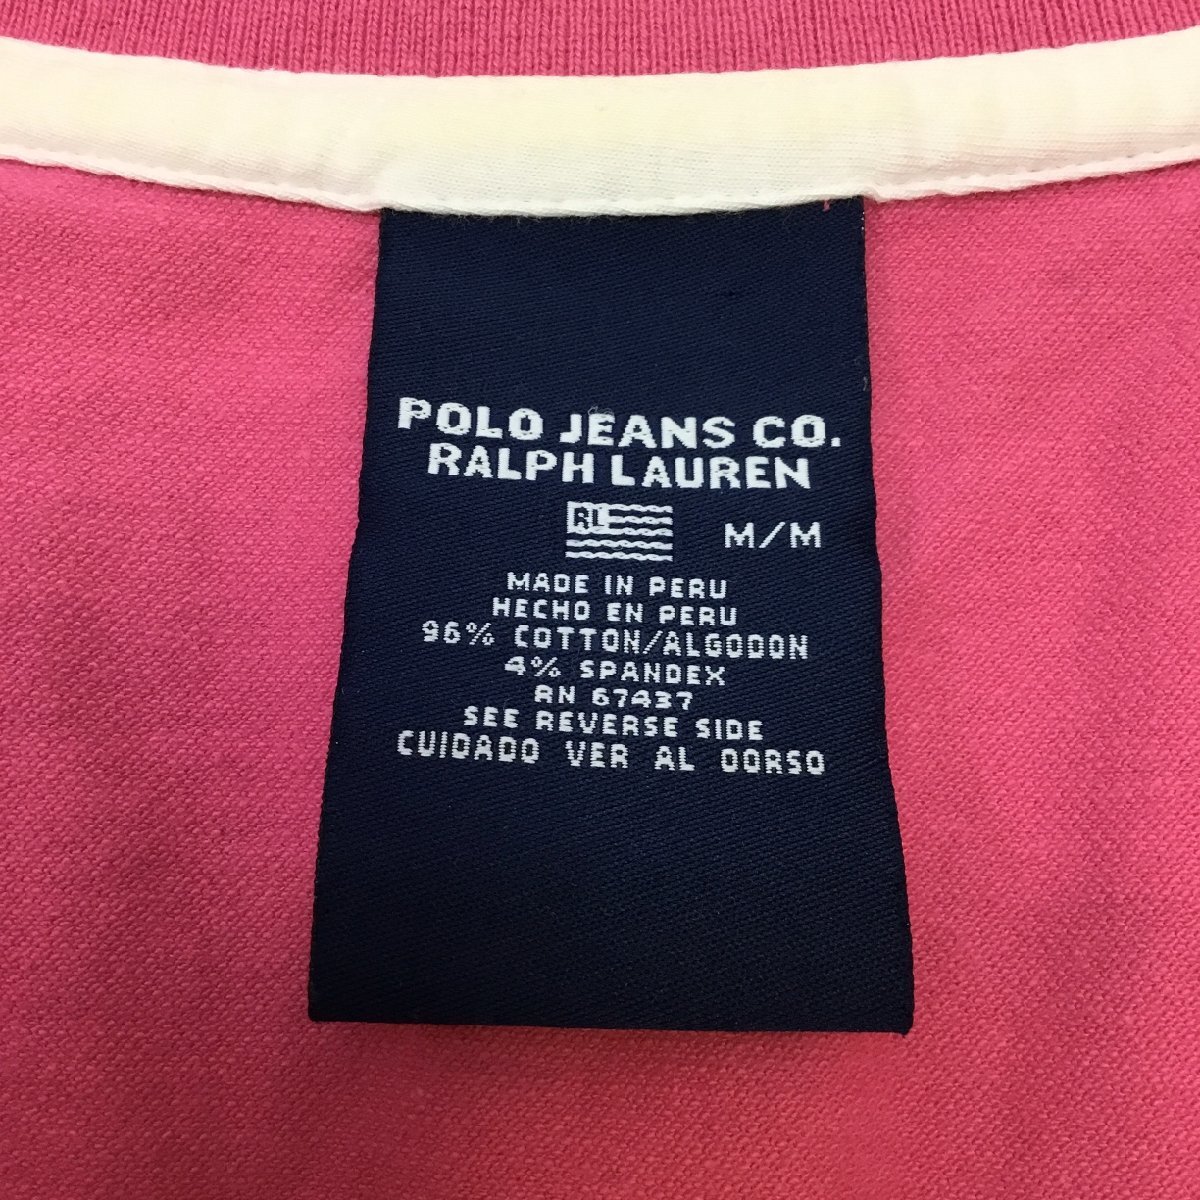 POLO JEANS CO.
RALPH LAUREN
RL
M/M
MADE IN PERU
HECHO EN PERU
96% COTTON/ALGODON
4% SPANDEX
RN 67437
SEE REVERSE SIDE
CUIDADO VER AL DORSO